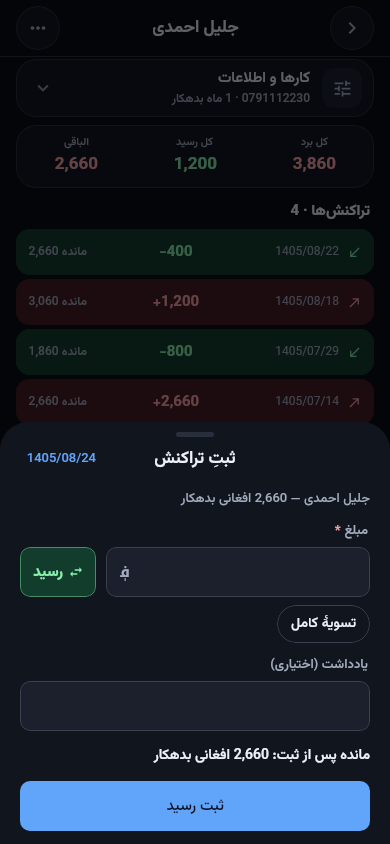 جلیل احمدی
کارها و اطلاعات
0791112230 · 1 ماه بدهکار
کل برد
کل رسید
الباقی
3,860
1,200
2,660
تراکنش‌ها · 4
1405/08/22
−400
مانده 2,660
1405/08/18
+1,200
مانده 3,060
1405/07/29
−800
مانده 1,860
1405/07/14
+2,660
مانده 2,660
ثبتِ تراکنش
1405/08/24
جلیل احمدی — 2,660 افغانی بدهکار
مبلغ *
؋
رسید
تسویهٔ کامل
یادداشت (اختیاری)
مانده پس از ثبت: 2,660 افغانی بدهکار
ثبت رسید